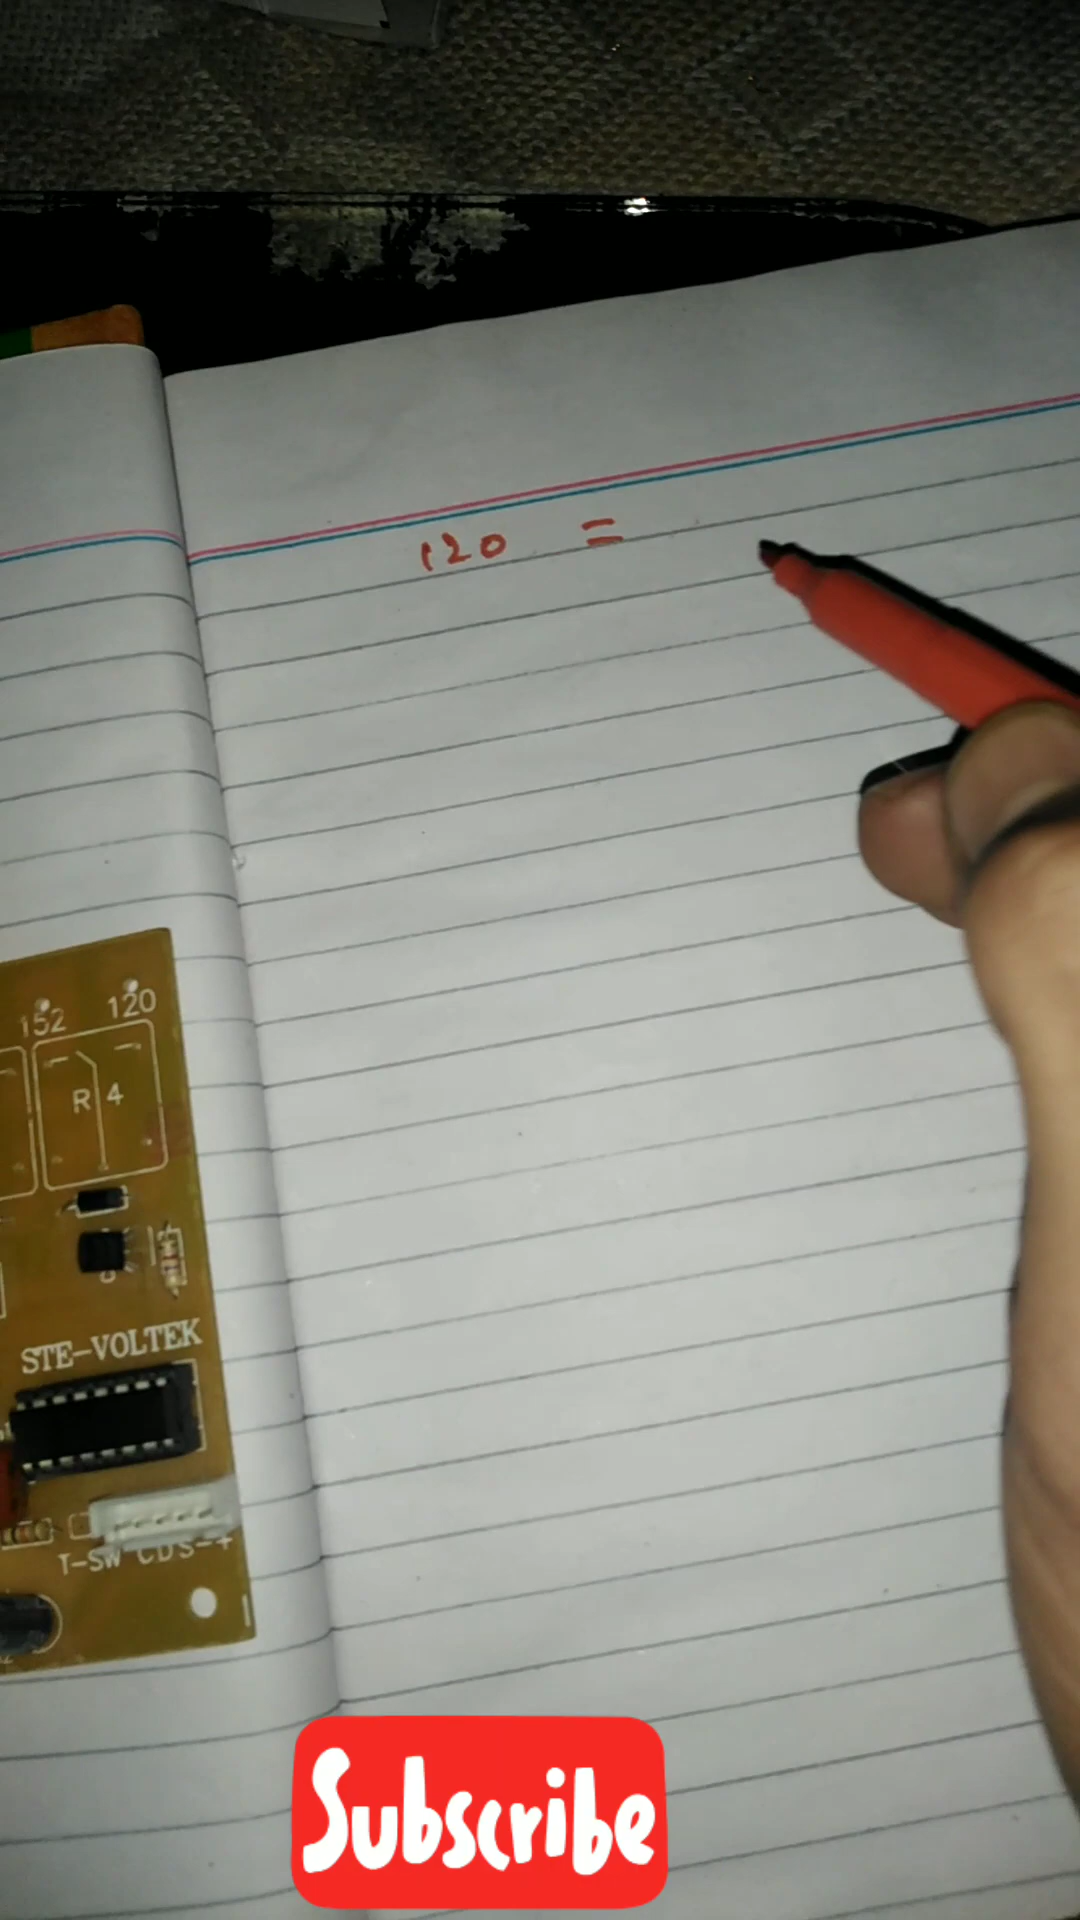 120 =
152 120
R 4
STE-VOLTEK
T-SW CDS-+
Subscribe